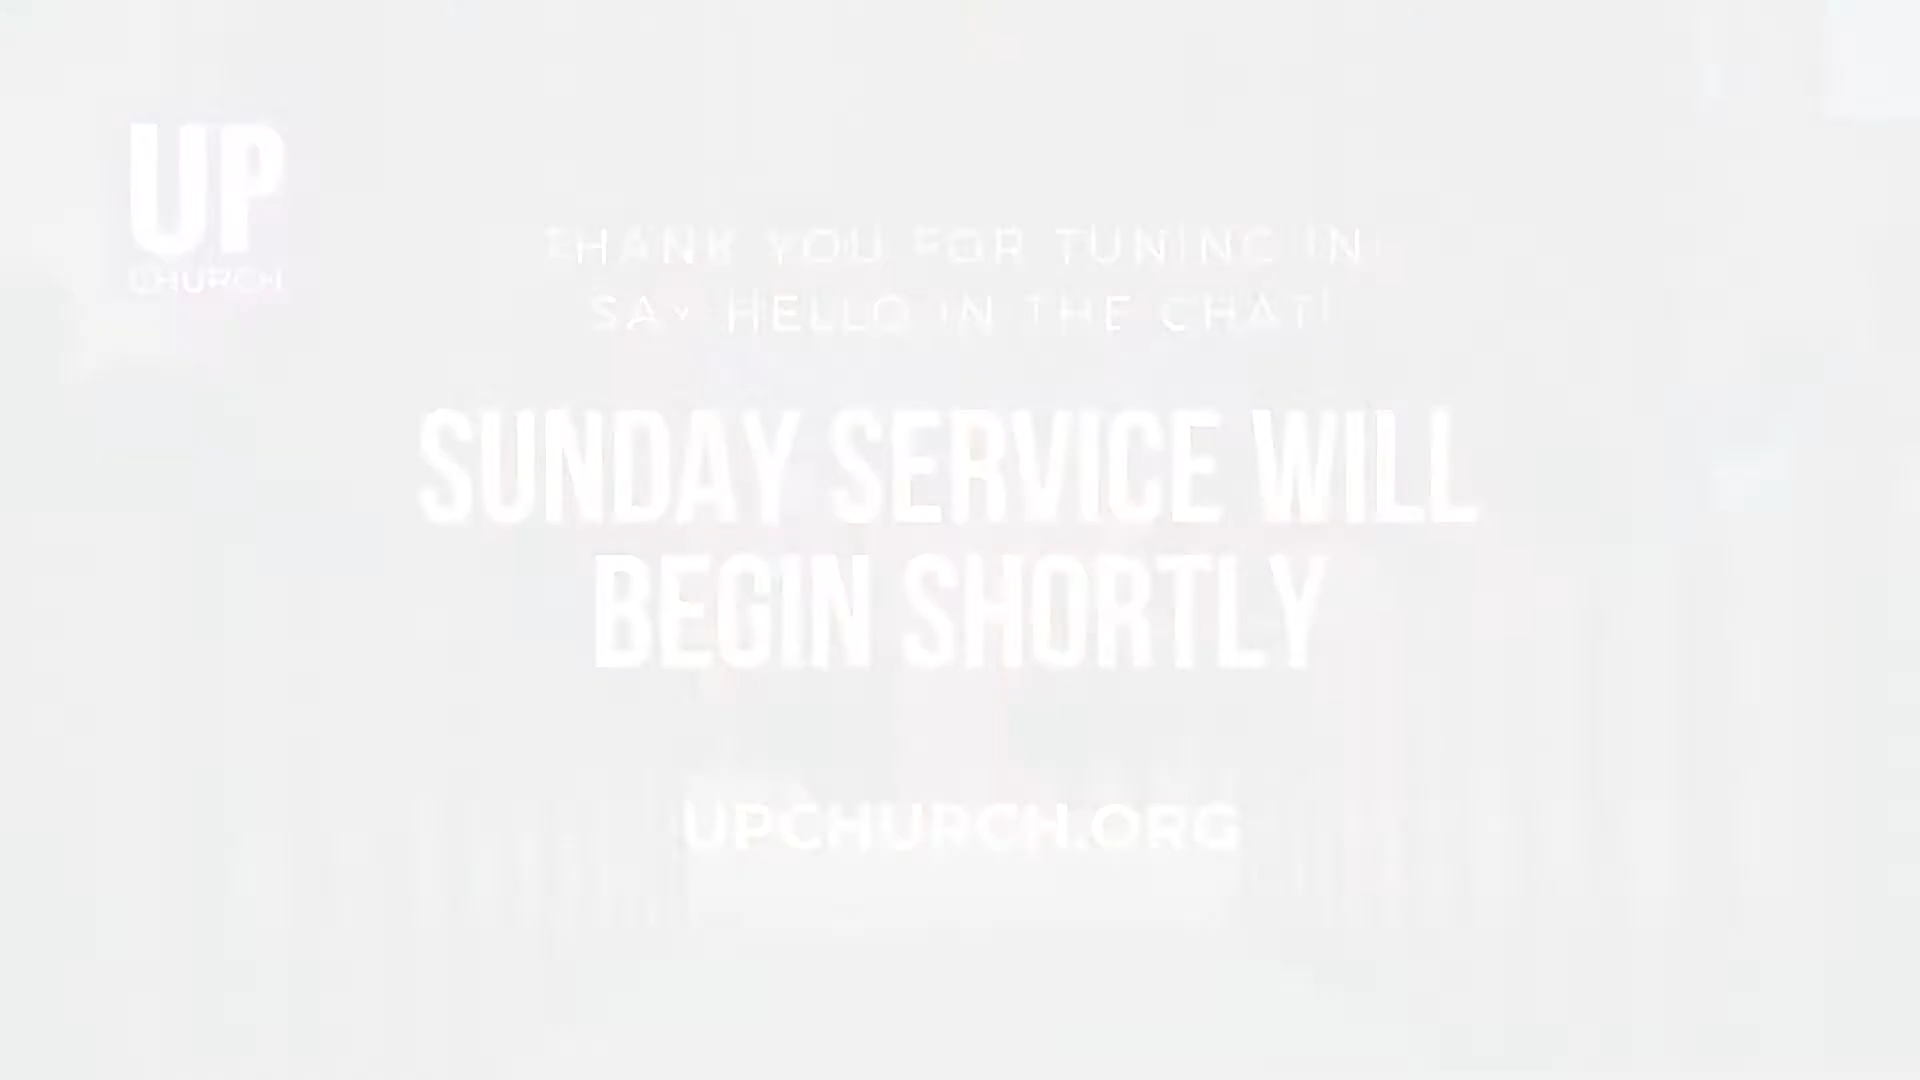 UP
CHURCH
THANK YOU FOR TUNING IN
SAY HELLO IN THE CHAT!
SUNDAY SERVICE WILL
BEGIN SHORTLY
UPCHURCH.ORG